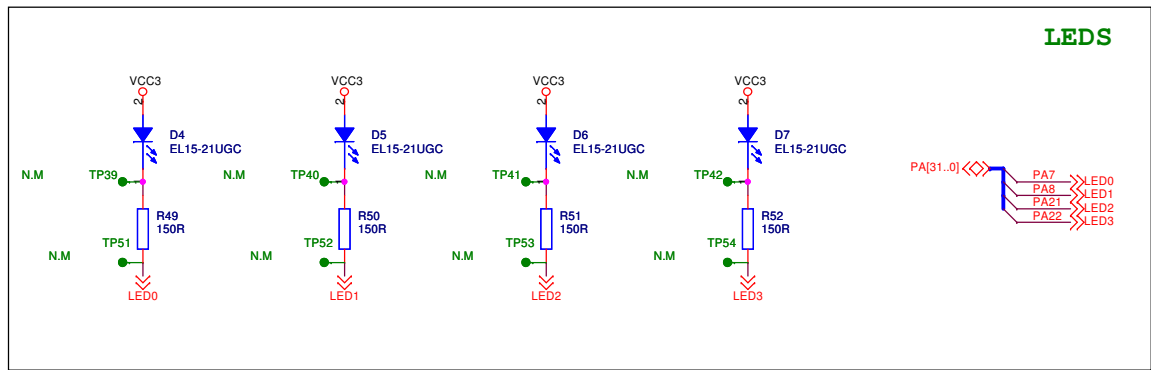 LEDS
VCC3
VCC3
VCC3
VCC3
2
2
2
2
D4
EL15-21UGC
D5
EL15-21UGC
D6
EL15-21UGC
D7
EL15-21UGC
N.M
TP39
N.M
TP40
N.M
TP41
N.M
TP42
R49
150R
R50
150R
R51
150R
R52
150R
N.M
TP51
N.M
TP52
N.M
TP53
N.M
TP54
LED0
LED1
LED2
LED3
PA[31..0]
PA7
LED0
PA8
LED1
PA21
LED2
PA22
LED3